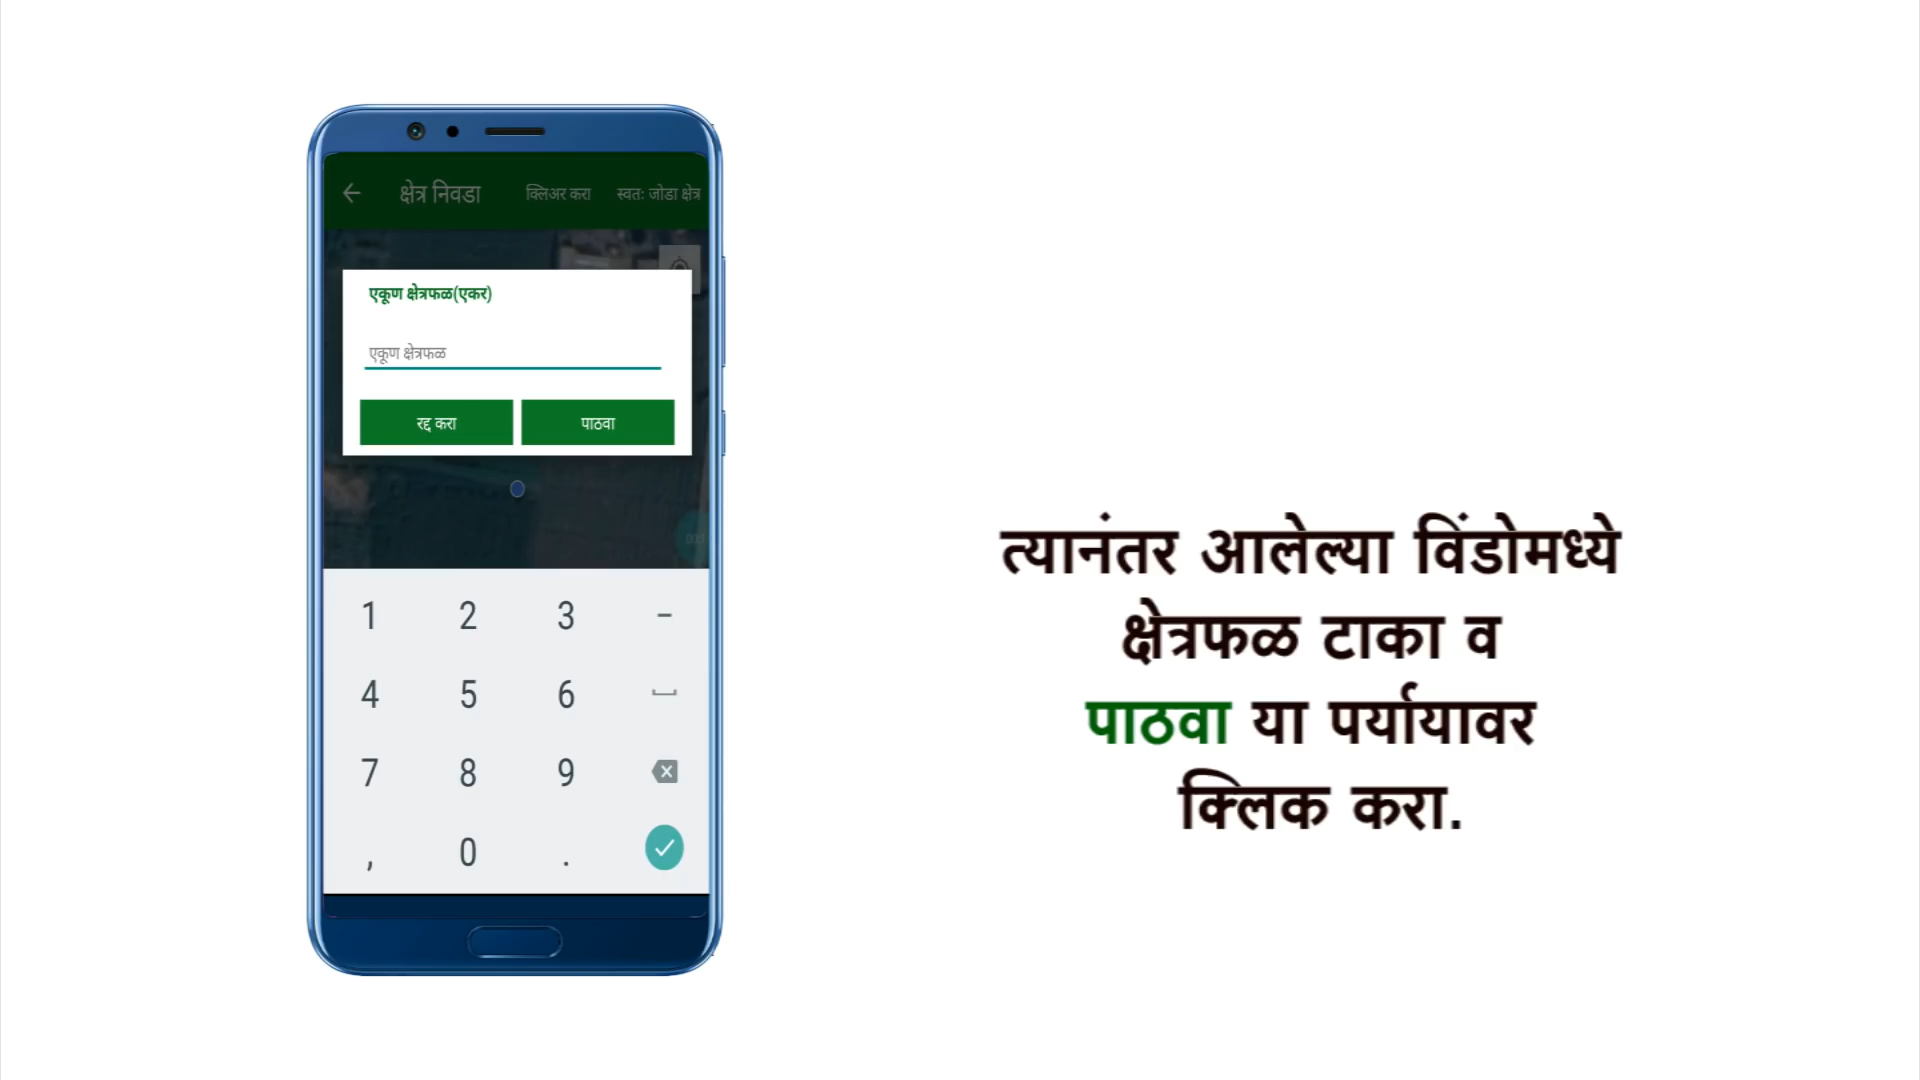 क्षेत्र निवडा क्लिअर करा स्वतः जोडा क्षेत्र
एकूण क्षेत्रफळ(एकर)
एकूण क्षेत्रफळ
रद्द करा पाठवा
1 2 3 -
4 5 6
7 8 9
, 0 .
त्यानंतर आलेल्या विंडोमध्ये
क्षेत्रफळ टाका व
पाठवा या पर्यायावर
क्लिक करा.